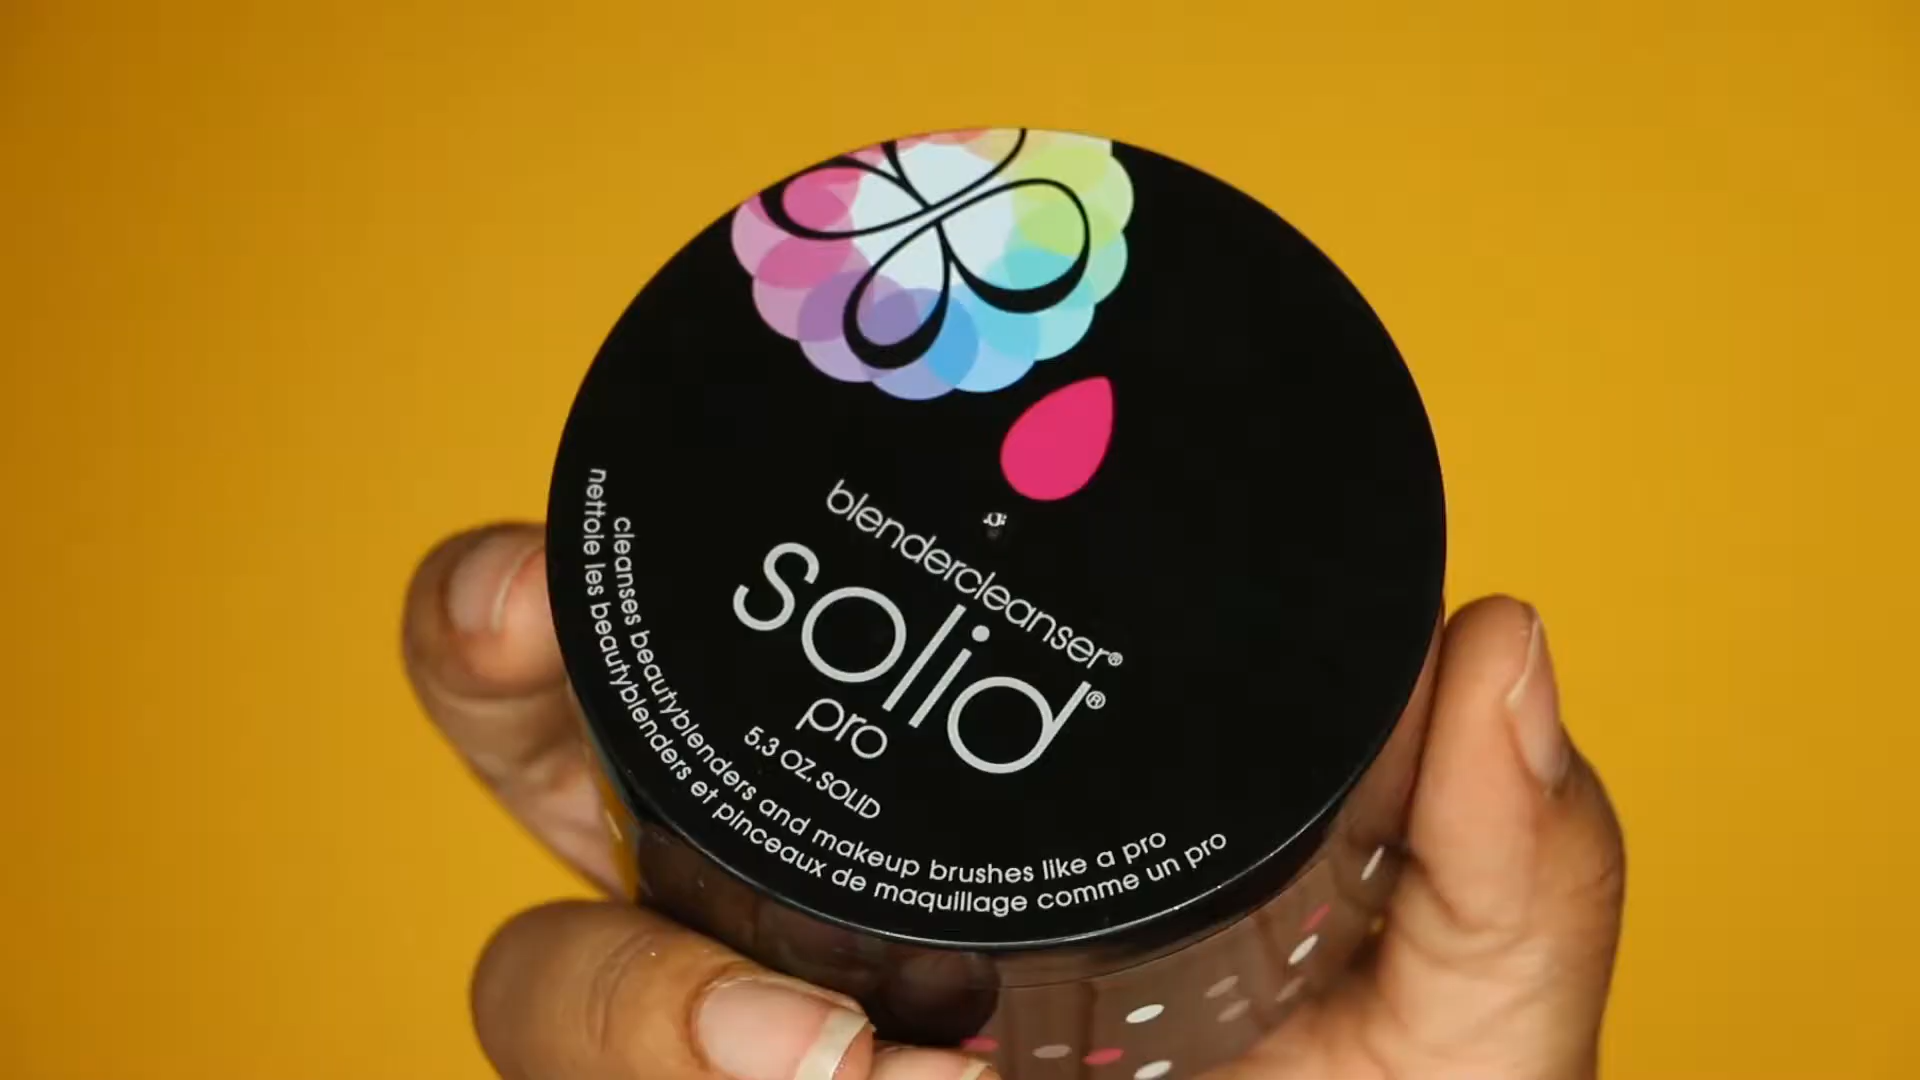 blendercleanser®
solid®
pro
5.3 OZ. SOLID
cleanses beautyblenders and makeup brushes like a pro
nettoie les beautyblenders et pinceaux de maquillage comme un pro